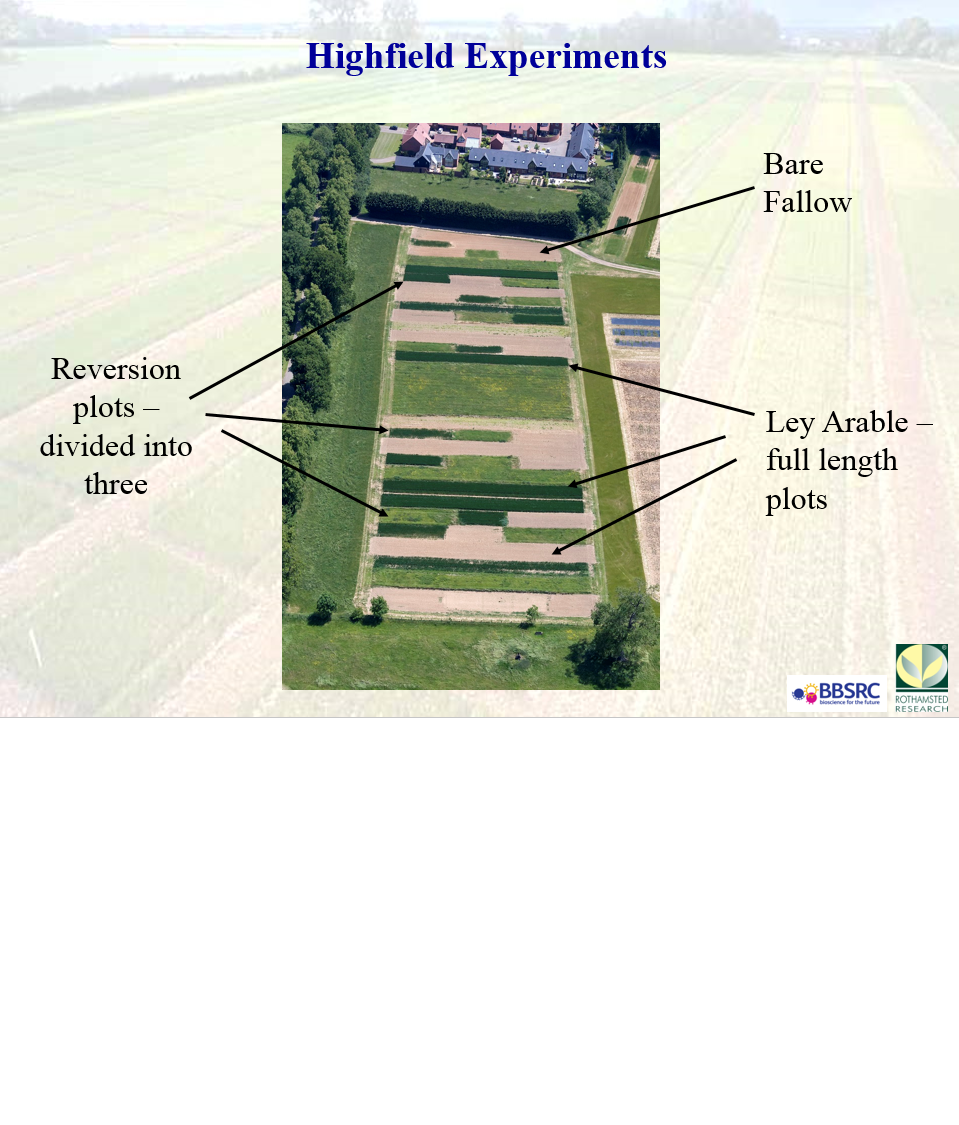 Highfield Experiments
Bare
Fallow
Reversion
plots –
divided into
three
Ley Arable –
full length
plots
BBSRC
bioscience for the future
ROTHAMSTED
RESEARCH